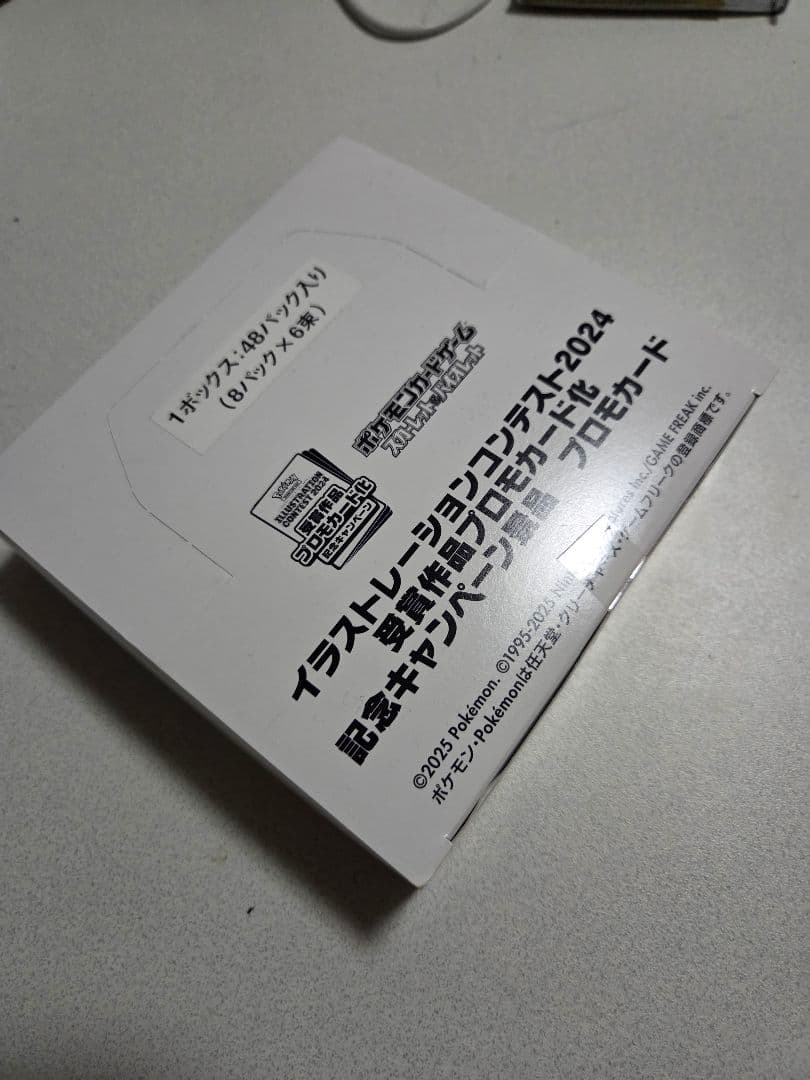 1ボックス:48パック入り
(8パック×6束)
ポケモンカードゲーム
スカーレット&バイオレット
ILLUSTRATION
CONTEST 2024
受賞作品
プロモカード化
記念キャンペーン
イラストレーションコンテスト2024
受賞作品プロモカード化
記念キャンペーン景品 プロモカード
©2025 Pokémon. ©1995-2025 Nin Inc./GAME FREAK inc.
ポケモン・Pokémonは任天堂・クリーチャーズ・ゲームフリークの登録商標です。